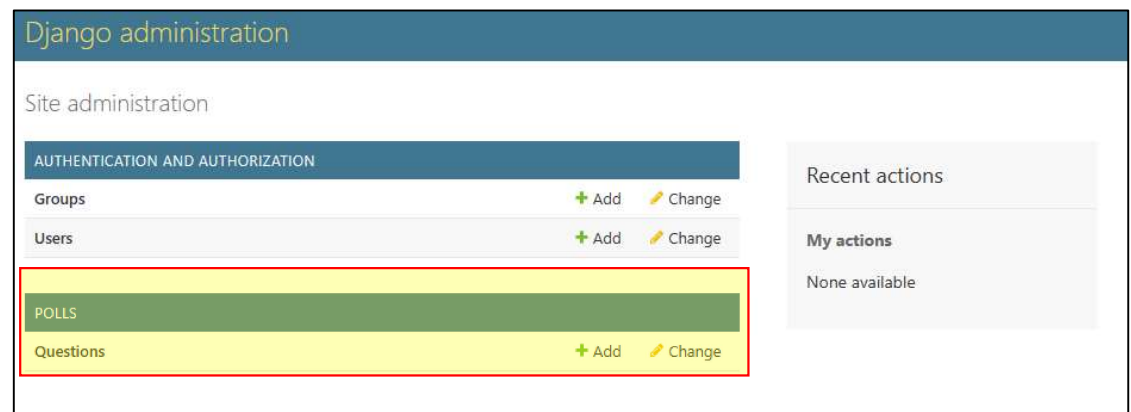 Django administration
Site administration
AUTHENTICATION AND AUTHORIZATION
Groups Add Change
Users Add Change
POLLS
Questions Add Change
Recent actions
My actions
None available